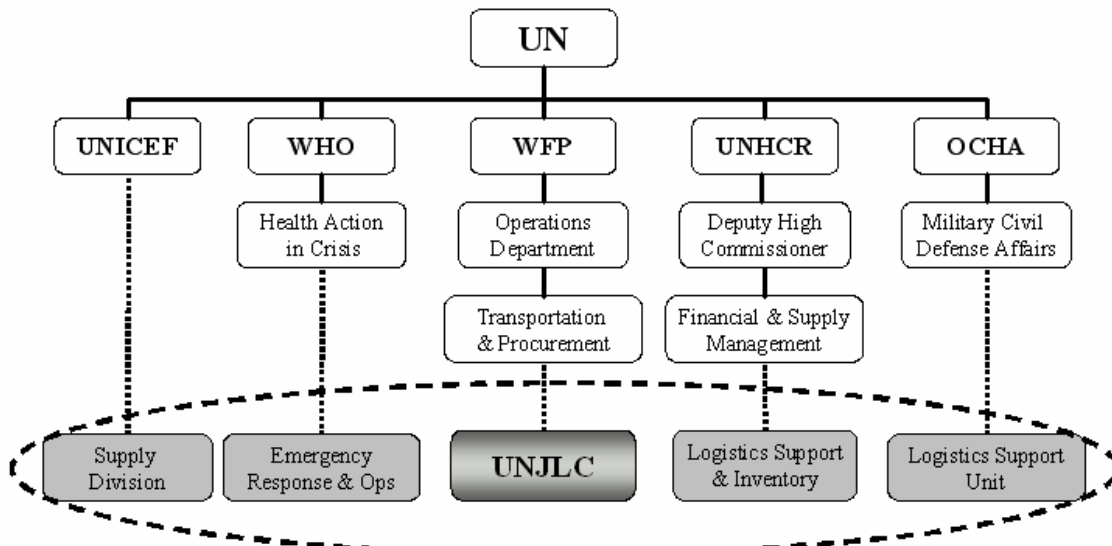 UN
UNICEF
WHO
WFP
UNHCR
OCHA
Health Action
in Crisis
Operations
Department
Deputy High
Commissioner
Military Civil
Defense Affairs
Transportation
& Procurement
Financial & Supply
Management
Supply
Division
Emergency
Response & Ops
UNJLC
Logistics Support
& Inventory
Logistics Support
Unit